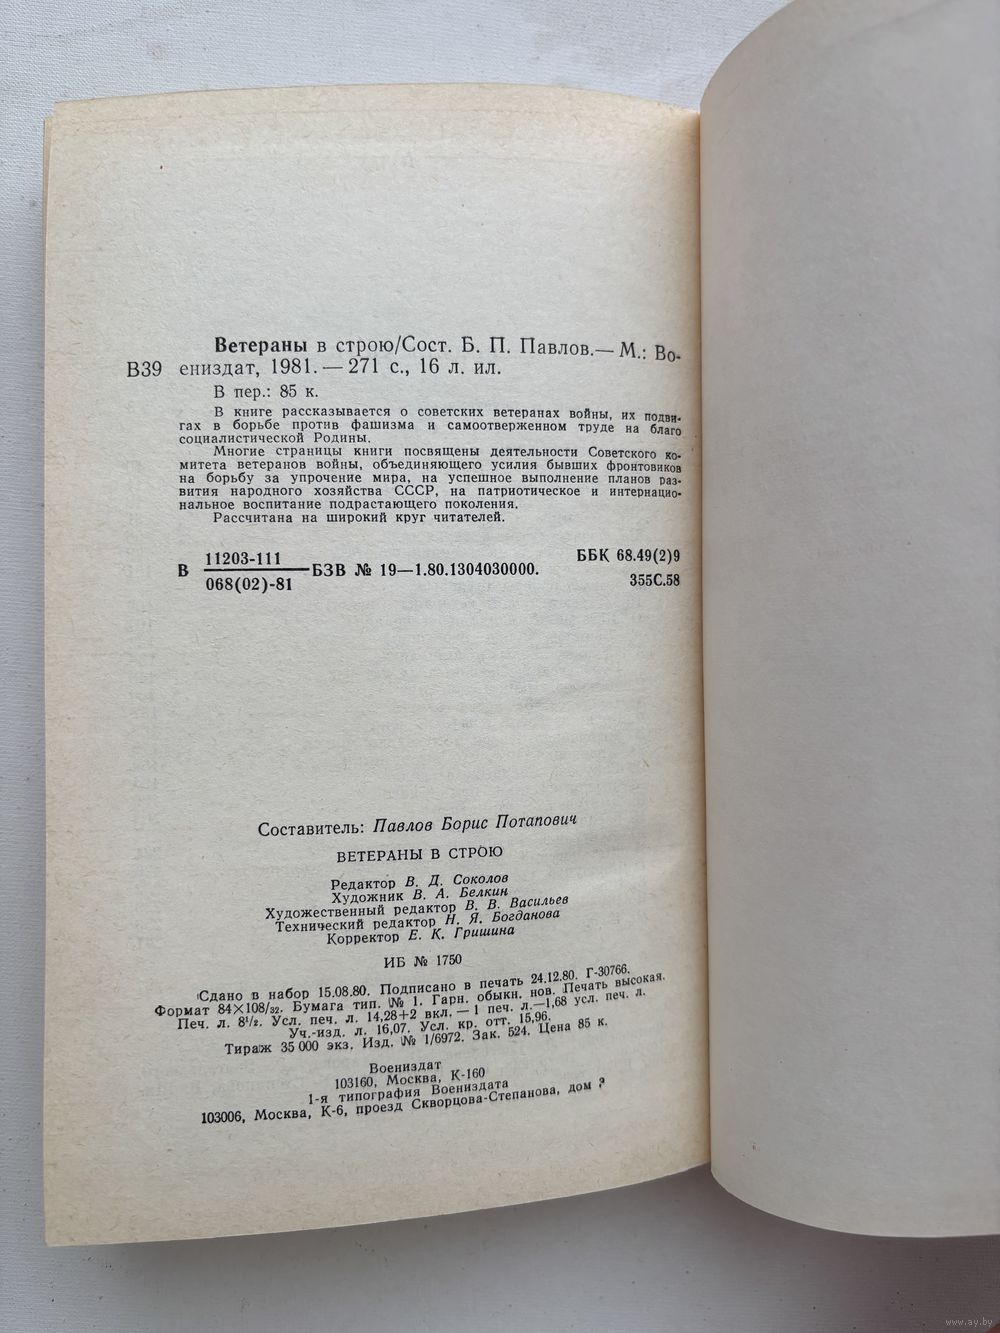 Ветераны в строю/Сост. Б. П. Павлов.— М.: Во-
В39 ениздат, 1981. — 271 с., 16 л. ил.
В пер.: 85 к.
В книге рассказывается о советских ветеранах войны, их подви-
гах в борьбе против фашизма и самоотверженном труде на благо
социалистической Родины.
Многие страницы книги посвящены деятельности Советского ко-
митета ветеранов войны, объединяющего усилия бывших фронтовиков
на борьбу за упрочение мира, на успешное выполнение планов раз-
вития народного хозяйства СССР, на патриотическое и интернацио-
нальное воспитание подрастающего поколения.
Рассчитана на широкий круг читателей.
В 11203-111
068(02)-81 БЗВ № 19—1.80.1304030000.
ББК 68.49(2)9
355С.58
Составитель: Павлов Борис Потапович
ВЕТЕРАНЫ В СТРОЮ
Редактор В. Д. Соколов
Художник В. А. Белкин
Художественный редактор В. В. Васильев
Технический редактор Н. Я. Богданова
Корректор Е. К. Гришина
ИБ № 1750
Сдано в набор 15.08.80. Подписано в печать 24.12.80. Г-30766.
Формат 84×108/32. Бумага тип. № 1. Гарн. обыкн. нов. Печать высокая.
Печ. л. 8½. Усл. печ. л. 14,28+2 вкл. — 1 печ. л.—1,68 усл. печ. л.
Уч.-изд. л. 16,07. Усл. кр. отт. 15,96.
Тираж 35 000 экз. Изд. № 1/6972. Зак. 524. Цена 85 к.
Воениздат
103160, Москва, К-160
1-я типография Воениздата
103006, Москва, К-6, проезд Скворцова-Степанова, дом
www.ay.by